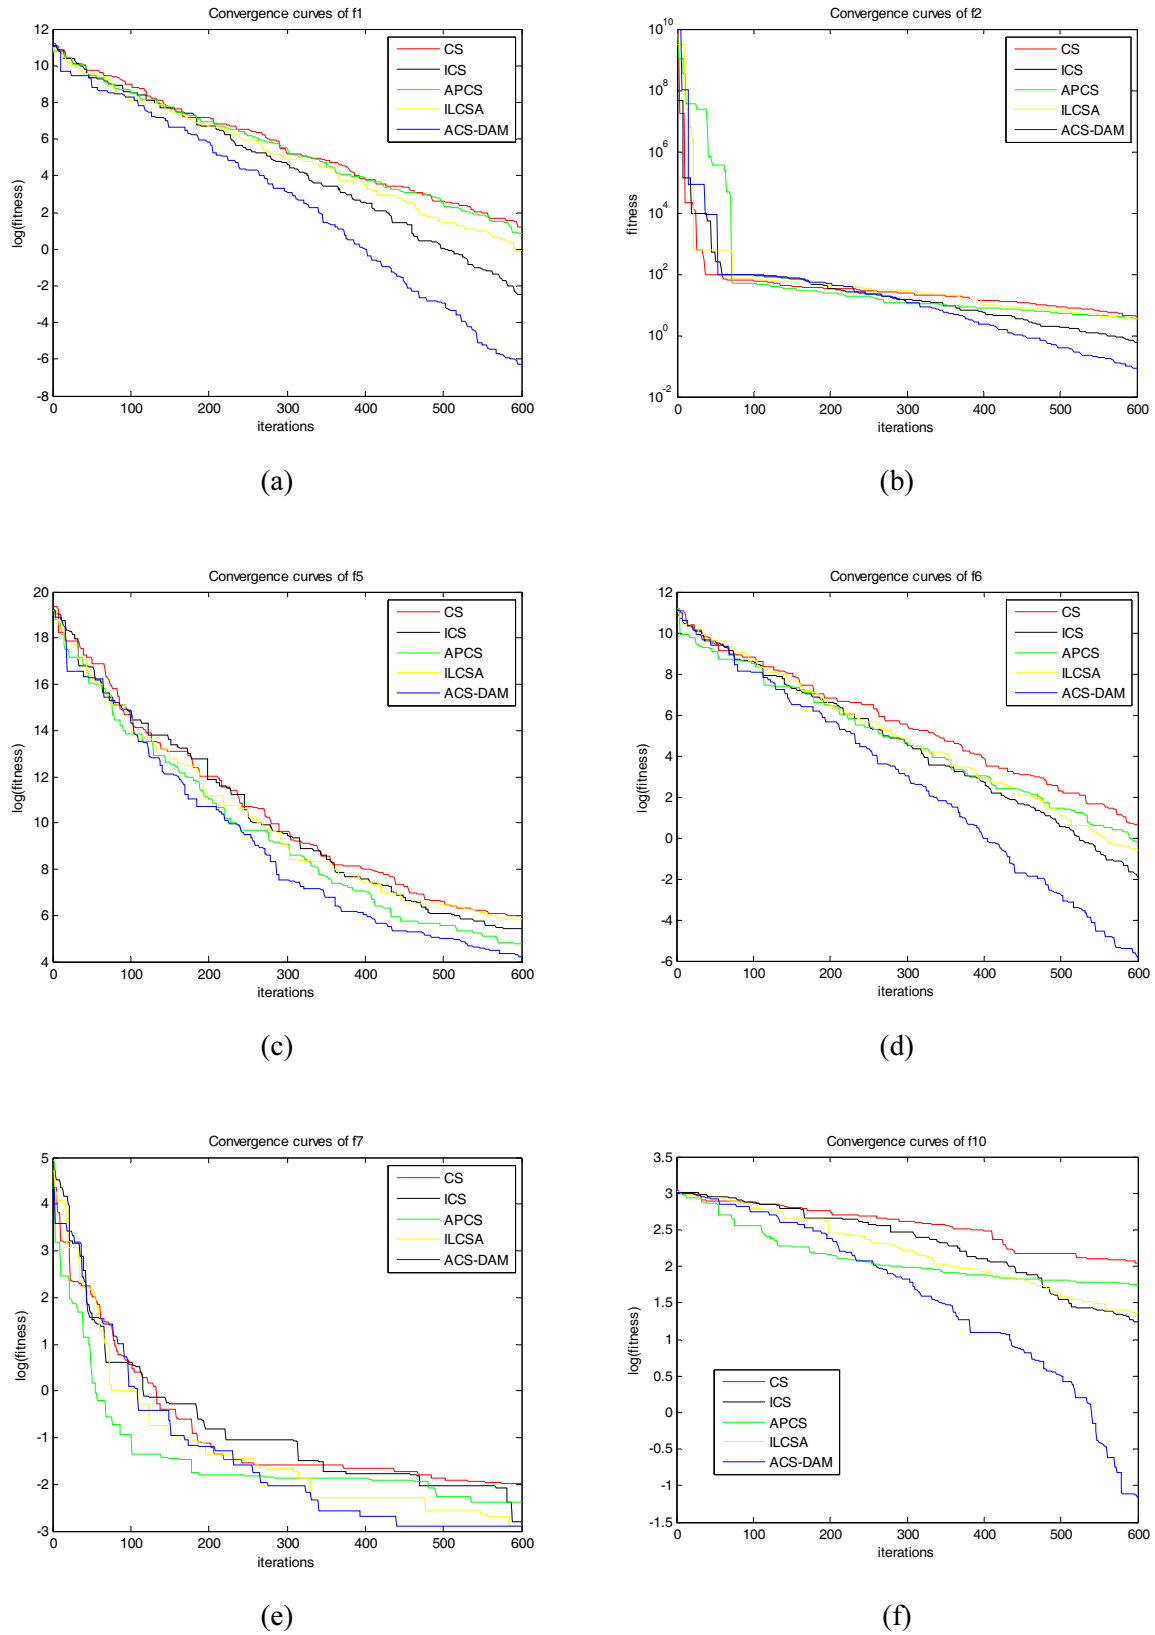 Convergence curves of f1
12
10
8
6
4
2
0
-2
-4
-6
-8
log(fitness)
0 100 200 300 400 500 600
iterations
CS
ICS
APCS
ILCSA
ACS-DAM
(a)
Convergence curves of f2
10^10
10^8
10^6
10^4
10^2
10^0
10^-2
fitness
0 100 200 300 400 500 600
iterations
CS
ICS
APCS
ILCSA
ACS-DAM
(b)
Convergence curves of f5
20
18
16
14
12
10
8
6
4
log(fitness)
0 100 200 300 400 500 600
iterations
CS
ICS
APCS
ILCSA
ACS-DAM
(c)
Convergence curves of f6
12
10
8
6
4
2
0
-2
-4
-6
log(fitness)
0 100 200 300 400 500 600
iterations
CS
ICS
APCS
ILCSA
ACS-DAM
(d)
Convergence curves of f7
5
4
3
2
1
0
-1
-2
-3
log(fitness)
0 100 200 300 400 500 600
iterations
CS
ICS
APCS
ILCSA
ACS-DAM
(e)
Convergence curves of f10
3.5
3
2.5
2
1.5
1
0.5
0
-0.5
-1
-1.5
log(fitness)
0 100 200 300 400 500 600
iterations
CS
ICS
APCS
ILCSA
ACS-DAM
(f)